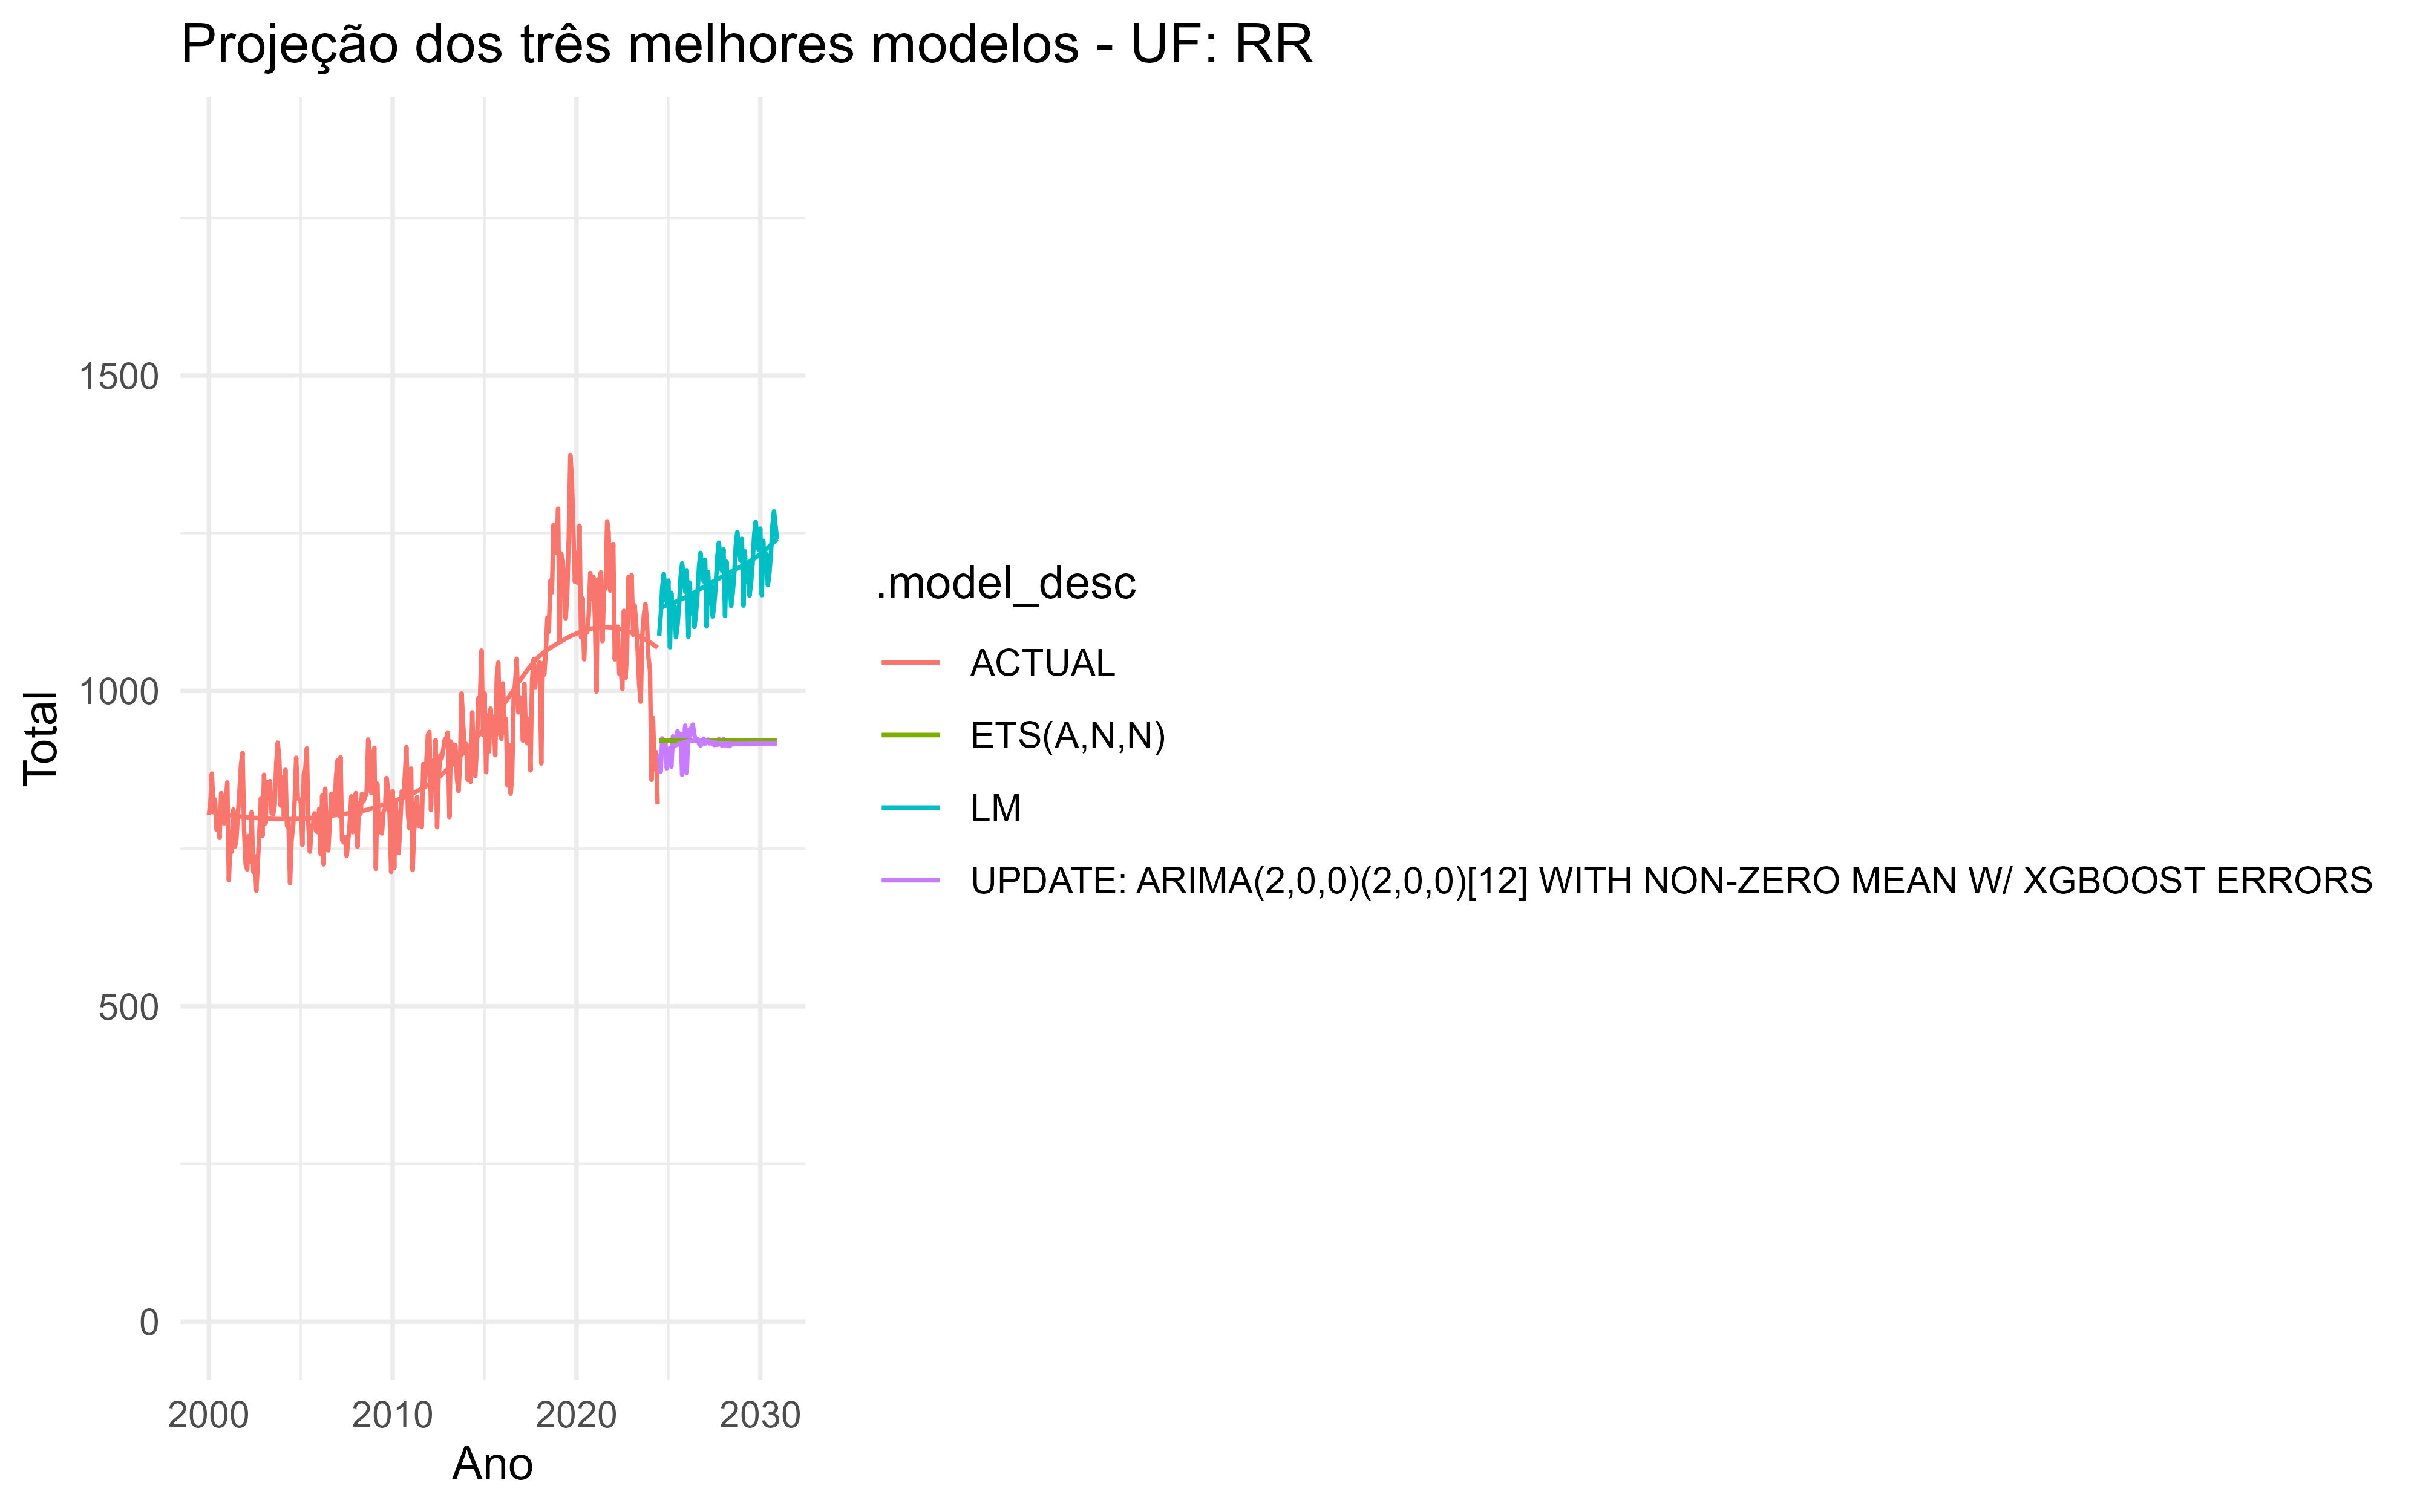 Projeção dos três melhores modelos - UF: RR
Total
1500
1000
500
0
2000 2010 2020 2030
Ano
.model_desc
ACTUAL
ETS(A,N,N)
LM
UPDATE: ARIMA(2,0,0)(2,0,0)[12] WITH NON-ZERO MEAN W/ XGBOOST ERRORS